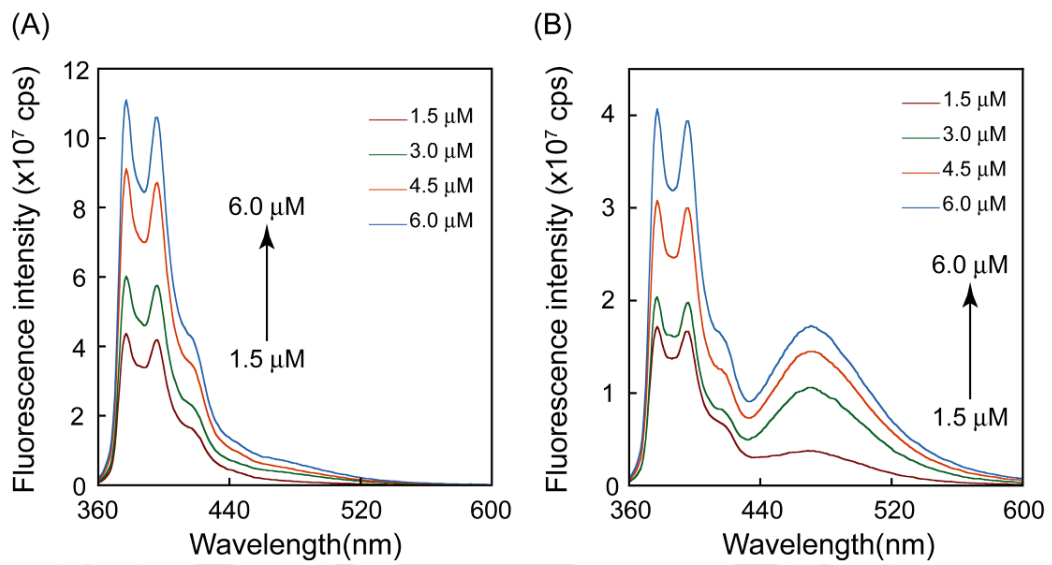 (A)
Fluorescence intensity (x10⁷ cps)
12
10
8
6
4
2
0
360
440
520
600
Wavelength(nm)
1.5 μM
3.0 μM
4.5 μM
6.0 μM
6.0 μM
1.5 μM
(B)
Fluorescence intensity (x10⁷ cps)
4
3
2
1
0
360
440
520
600
Wavelength(nm)
1.5 μM
3.0 μM
4.5 μM
6.0 μM
6.0 μM
1.5 μM